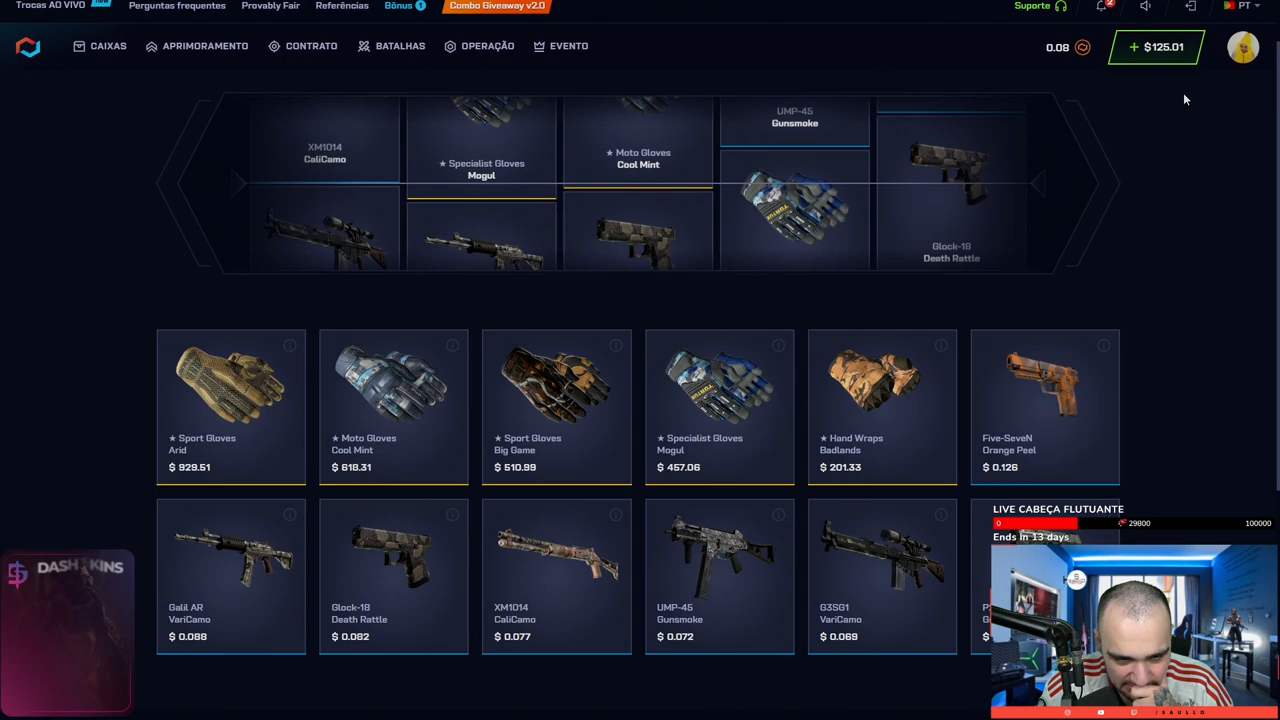 Trocas AO VIVO
Perguntas frequentes
Provably Fair
Referências
Bônus 1
Combo Giveaway v2.0
Suporte
2
PT
CAIXAS
APRIMORAMENTO
CONTRATO
BATALHAS
OPERAÇÃO
EVENTO
0.08
+ $125.01
XM1014
CaliCamo
★ Specialist Gloves
Mogul
★ Moto Gloves
Cool Mint
UMP-45
Gunsmoke
Glock-18
Death Rattle
★ Sport Gloves
Arid
$ 929.51
★ Moto Gloves
Cool Mint
$ 618.31
★ Sport Gloves
Big Game
$ 510.99
★ Specialist Gloves
Mogul
$ 457.06
★ Hand Wraps
Badlands
$ 201.33
Five-SeveN
Orange Peel
$ 0.126
Galil AR
VariCamo
$ 0.088
Glock-18
Death Rattle
$ 0.082
XM1014
CaliCamo
$ 0.077
UMP-45
Gunsmoke
$ 0.072
G3SG1
VariCamo
$ 0.069
LIVE CABEÇA FLUTUANTE
0
29800
100000
Ends in 13 days
/SAULLO